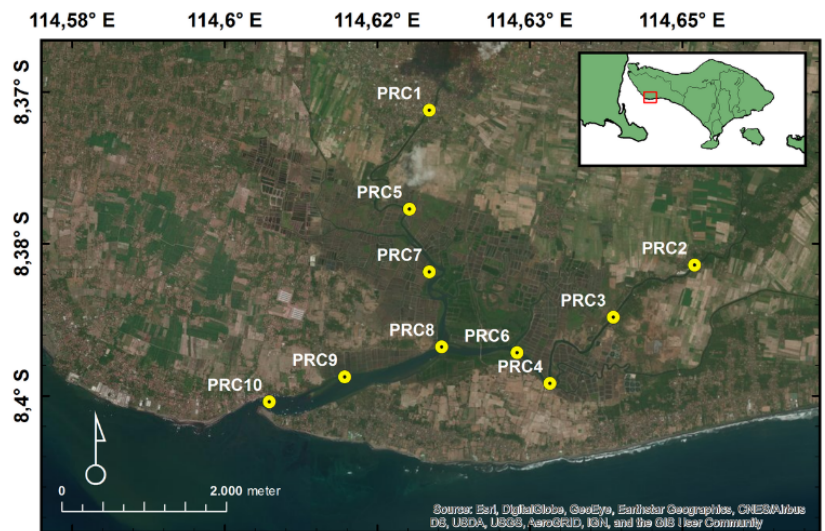 114,58° E
114,6° E
114,62° E
114,63° E
114,65° E
8,37° S
8,38° S
8,4° S
PRC1
PRC5
PRC2
PRC7
PRC3
PRC8
PRC6
PRC4
PRC9
PRC10
0
2.000 meter
Source: Esri, DigitalGlobe, GeoEye, Earthstar Geographics, CNES/Airbus
DS, USDA, USGS, AeroGRID, IGN, and the GIS User Community